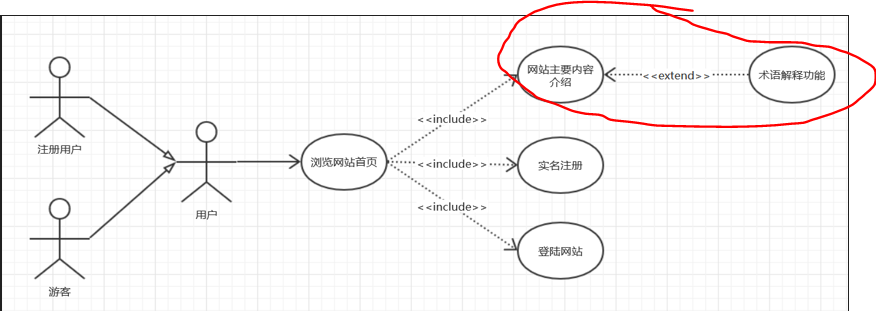 网站主要内容
介绍
<<extend>>
术语解释功能
<<include>>
注册用户
浏览网站首页
<<include>>
实名注册
用户
<<include>>
登陆网站
游客